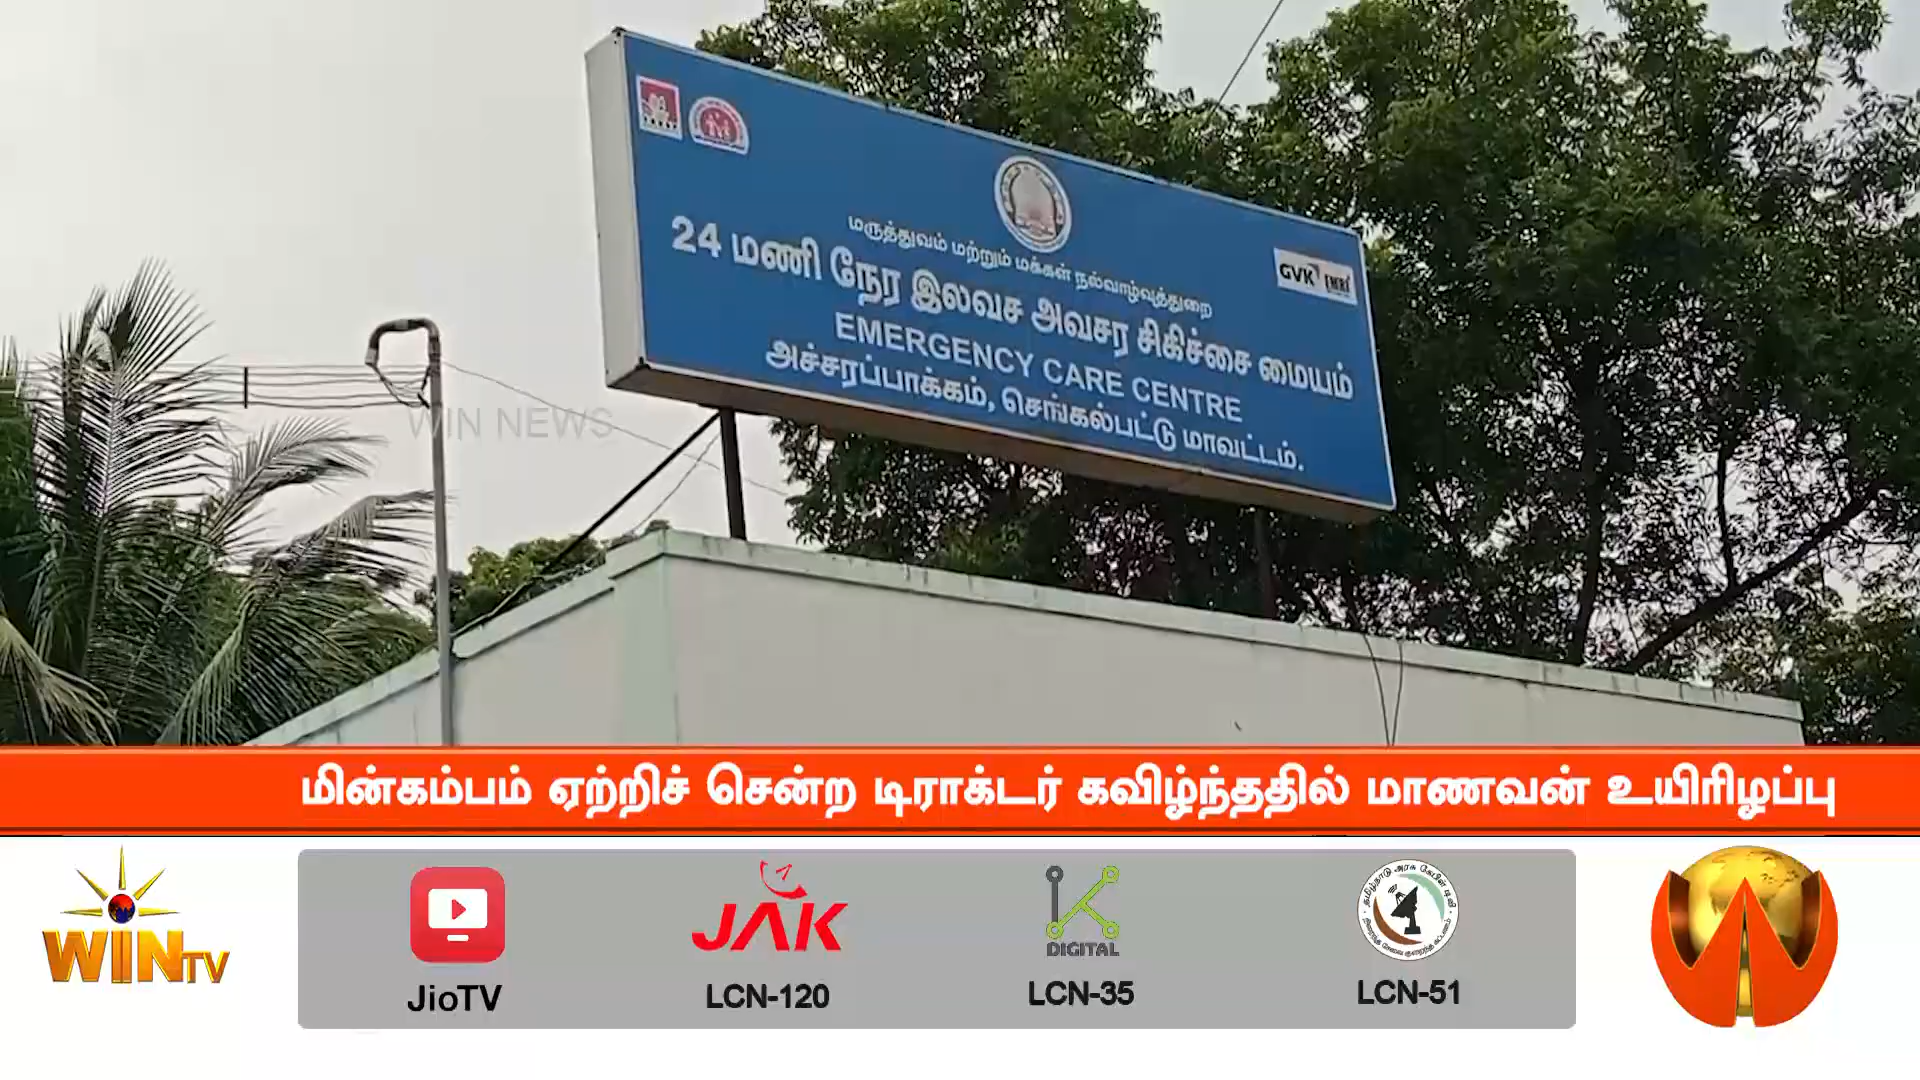 மருத்துவம் மற்றும் மக்கள் நல்வாழ்வுத்துறை
24 மணி நேர இலவச அவசர சிகிச்சை மையம்
GVK EMRI
EMERGENCY CARE CENTRE
அச்சரப்பாக்கம், செங்கல்பட்டு மாவட்டம்.
WIN NEWS
மின்கம்பம் ஏற்றிச் சென்ற டிராக்டர் கவிழ்ந்ததில் மாணவன் உயிரிழப்பு
WIN TV
JioTV
JAK
LCN-120
DIGITAL
LCN-35
LCN-51